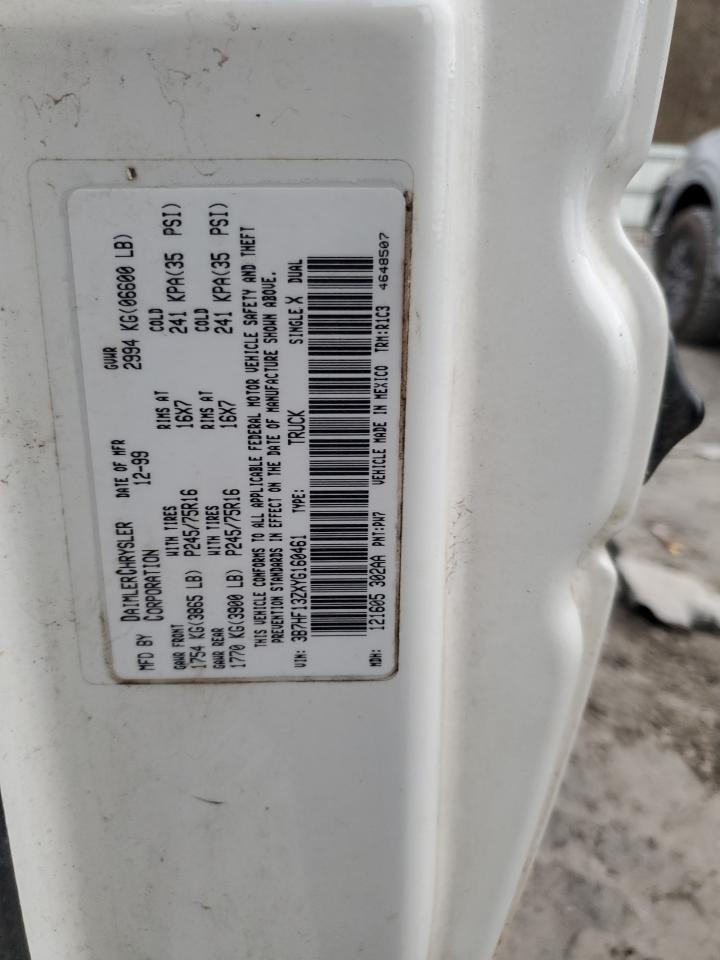 MFD BY DAIMLERCHRYSLER CORPORATION DATE OF MFR 12-99 GVWR 2994 KG(06600 LB)
GAWR FRONT WITH TIRES RIMS AT COLD
1754 KG(3865 LB) P245/75R16 16X7 241 KPA(35 PSI)
GAWR REAR WITH TIRES RIMS AT COLD
1770 KG(3900 LB) P245/75R16 16X7 241 KPA(35 PSI)
THIS VEHICLE CONFORMS TO ALL APPLICABLE FEDERAL MOTOR VEHICLE SAFETY AND THEFT
PREVENTION STANDARDS IN EFFECT ON THE DATE OF MANUFACTURE SHOWN ABOVE.
VIN: 3B7HF13ZXYG160461 TYPE: TRUCK SINGLE X DUAL
MDH: 121605 302AA PNT:PW7 VEHICLE MADE IN MEXICO TRM:R1C3 4648507